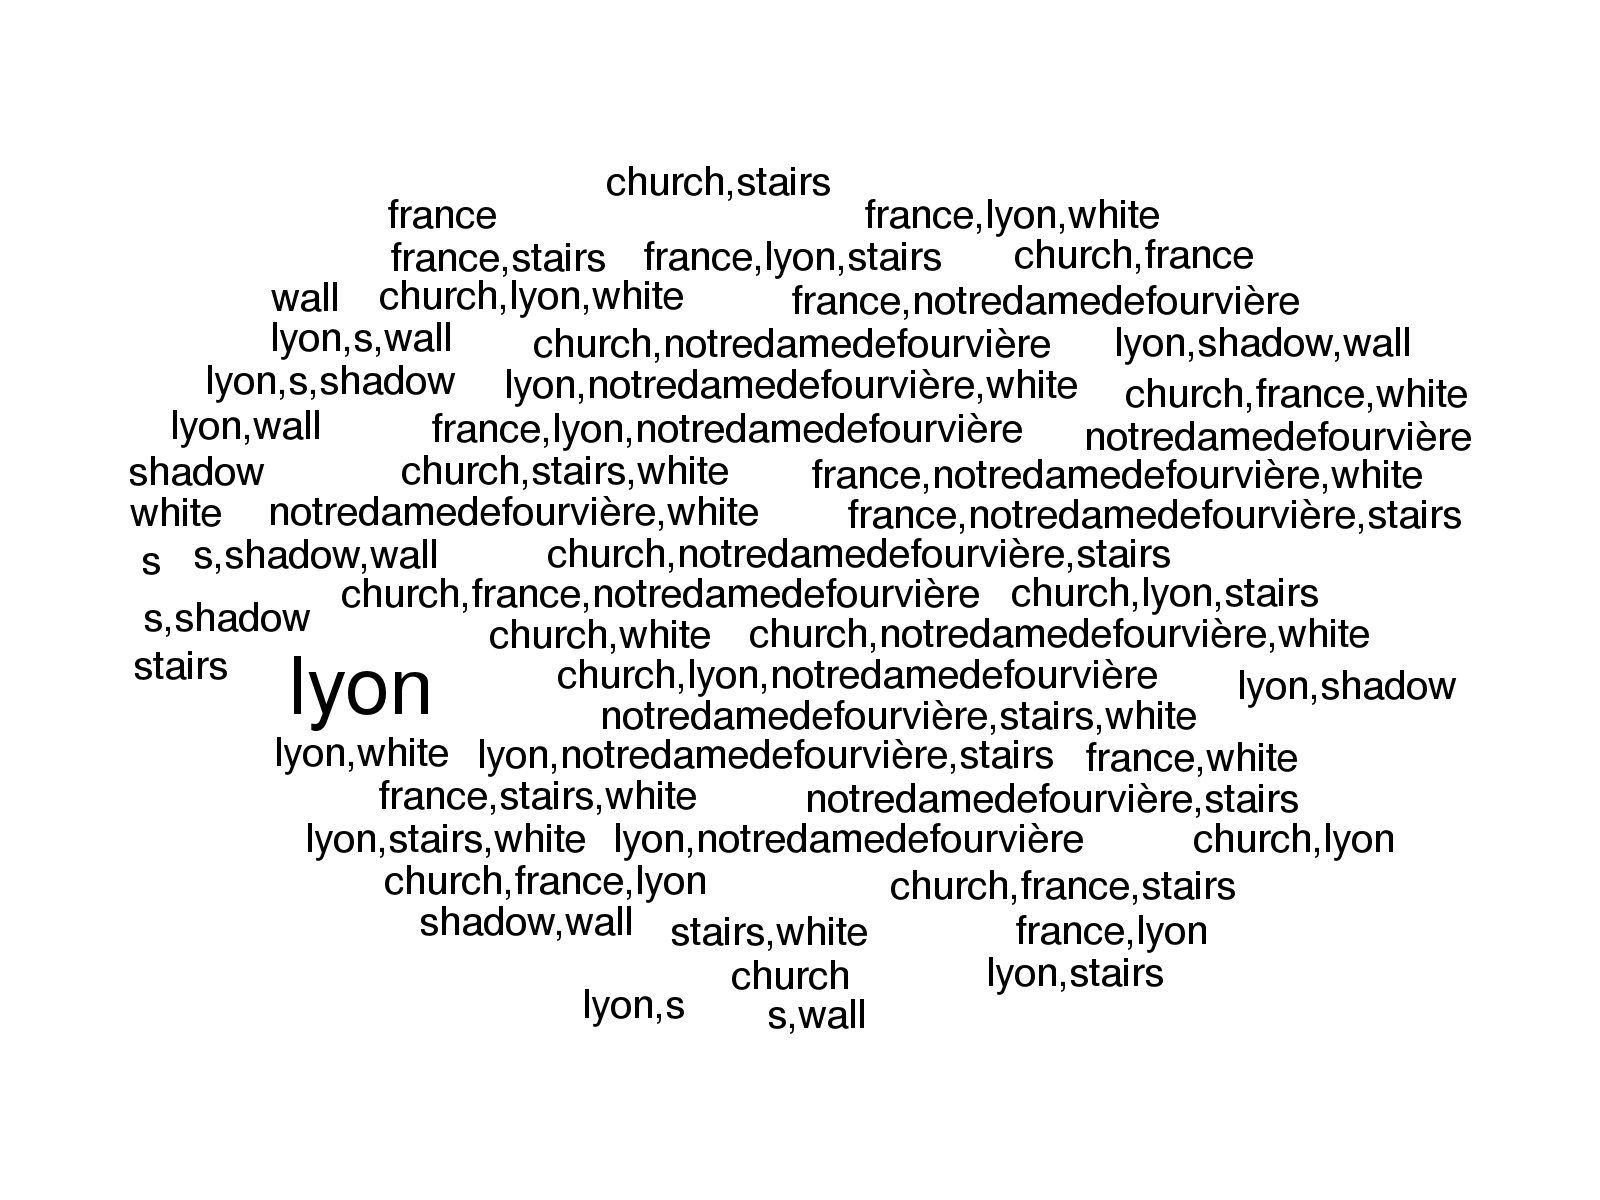 church,stairs
france france,lyon,white
france,stairs france,lyon,stairs church,france
wall church,lyon,white france,notredamedefourvière
lyon,s,wall church,notredamedefourvière lyon,shadow,wall
lyon,s,shadow lyon,notredamedefourvière,white church,france,white
lyon,wall france,lyon,notredamedefourvière notredamedefourvière
shadow church,stairs,white france,notredamedefourvière,white
white notredamedefourvière,white france,notredamedefourvière,stairs
s s,shadow,wall church,notredamedefourvière,stairs
church,france,notredamedefourvière church,lyon,stairs
s,shadow church,white church,notredamedefourvière,white
stairs lyon church,lyon,notredamedefourvière lyon,shadow
notredamedefourvière,stairs,white
lyon,white lyon,notredamedefourvière,stairs france,white
france,stairs,white notredamedefourvière,stairs
lyon,stairs,white lyon,notredamedefourvière church,lyon
church,france,lyon church,france,stairs
shadow,wall stairs,white france,lyon
church lyon,stairs
lyon,s s,wall